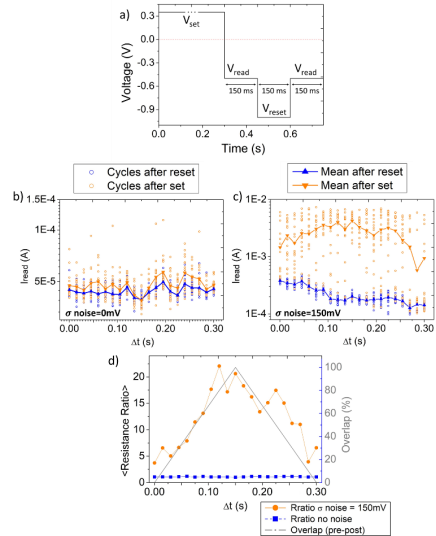 a)
V_set
0.0
-0.3
-0.6
-0.9
Voltage (V)
V_read
V_read
150 ms
150 ms
150 ms
V_reset
0.0
0.2
0.4
0.6
Time (s)
Cycles after reset
Cycles after set
Mean after reset
Mean after set
b)
1.5E-4
1E-4
5E-5
I_READ (A)
σ noise=0mV
0.00 0.05 0.10 0.15 0.20 0.25 0.30
Δt (s)
c)
1E-2
1E-3
1E-4
I_READ (A)
σ noise=150mV
0.00
0.10
0.20
0.30
Δt (s)
d)
20
15
10
5
0
<Resistance Ratio>
100
80
60
40
20
0
Overlap (%)
0.00
0.10
0.20
0.30
Δt (s)
Rratio σ noise = 150mV
Rratio no noise
Overlap (pre-post)